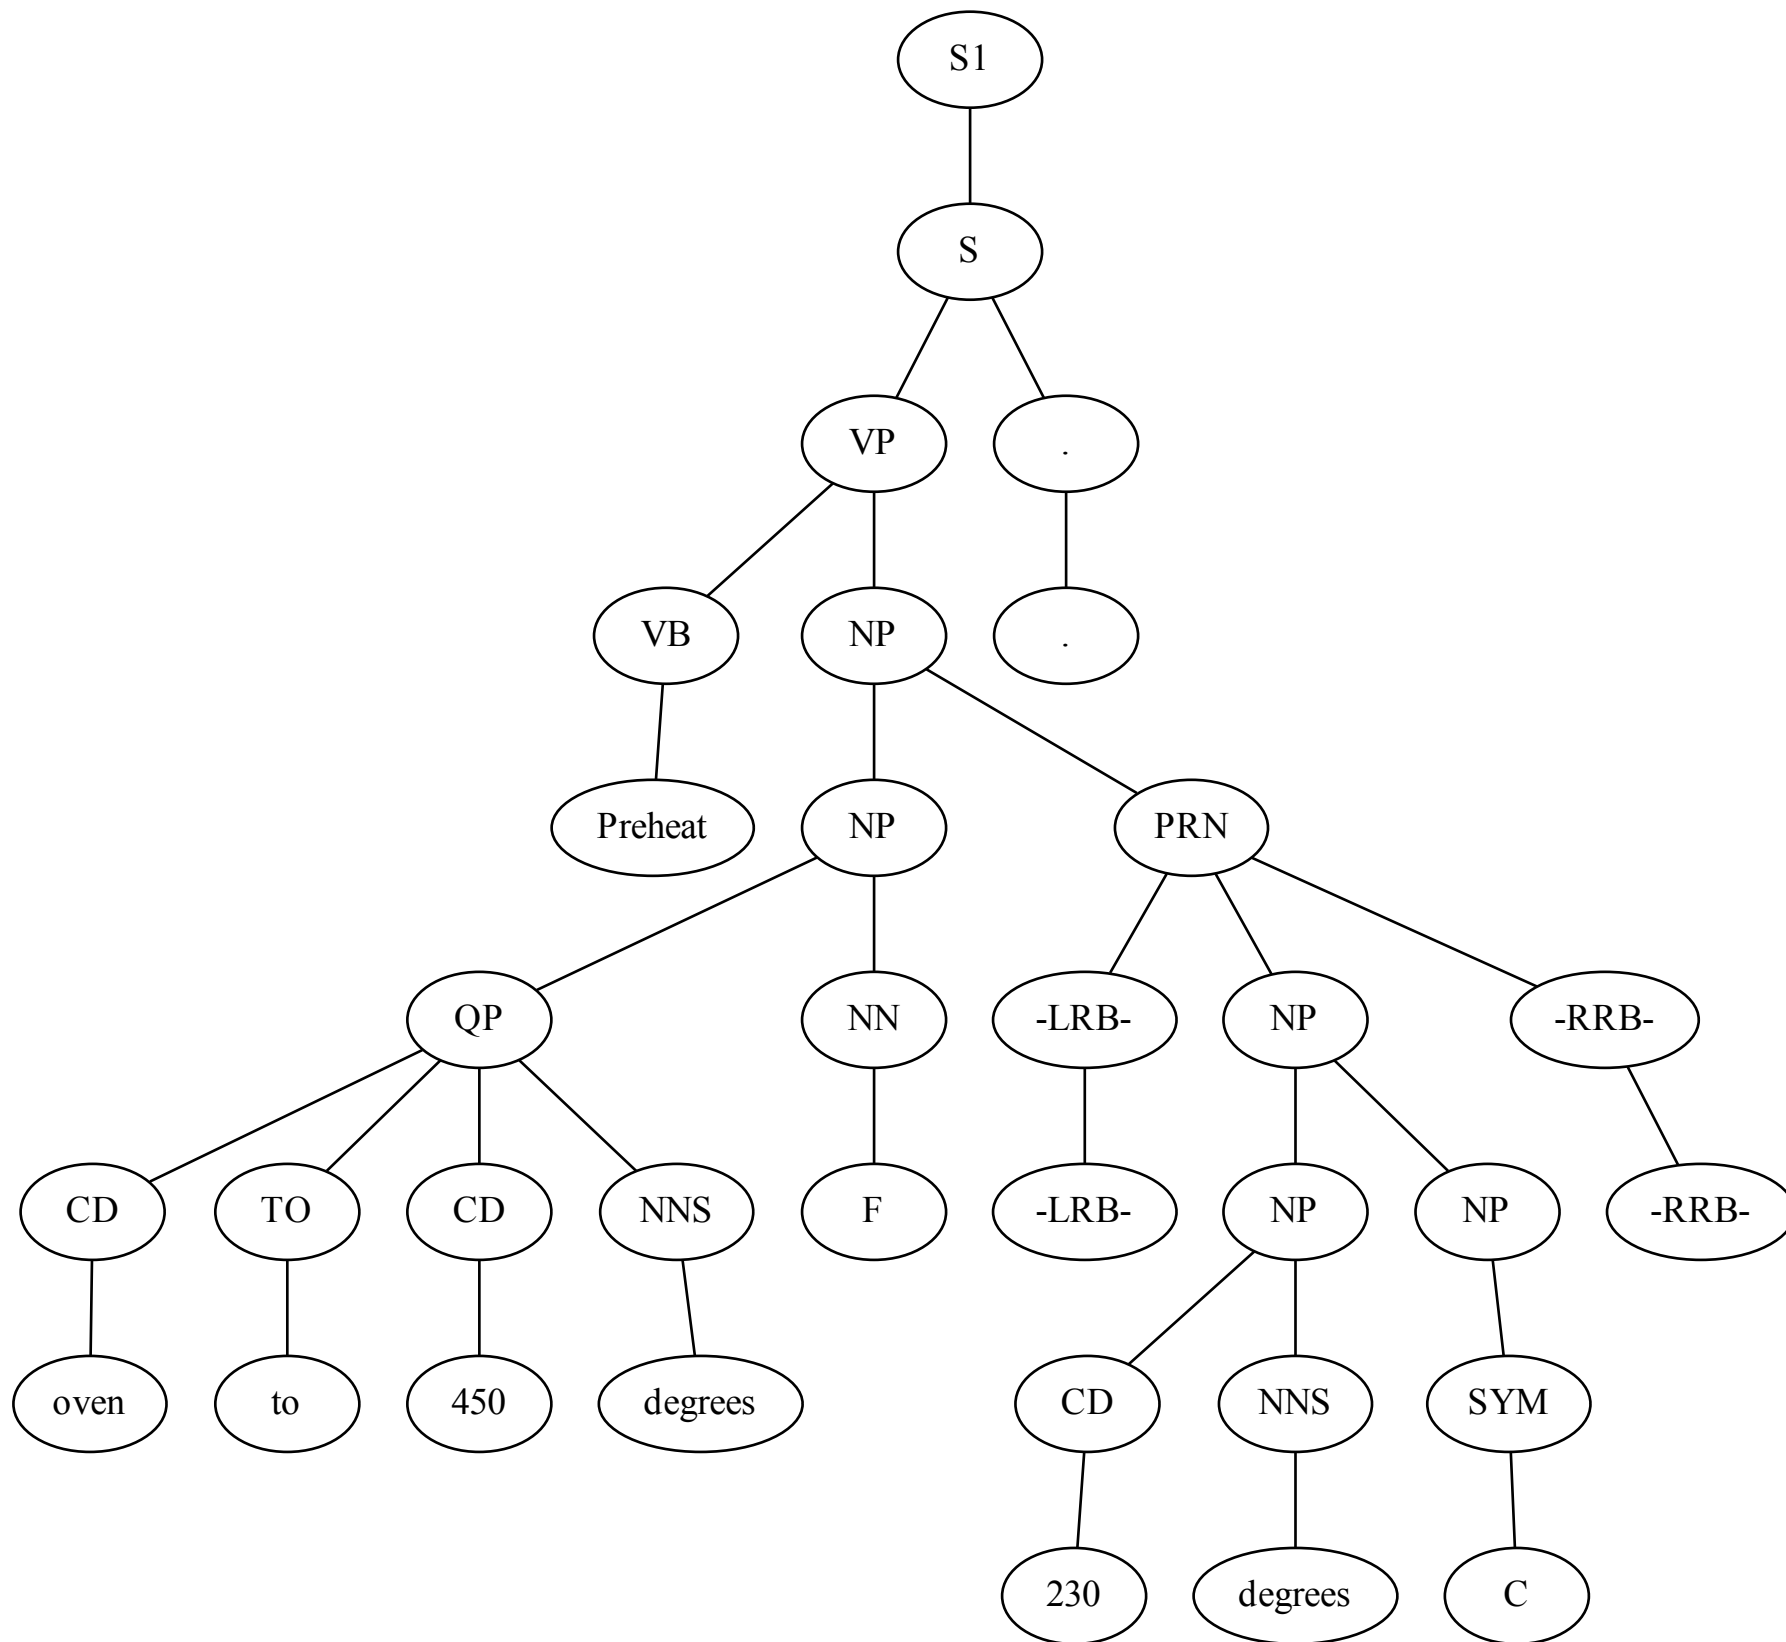 S1
S
VP .
VB NP .
Preheat NP PRN
QP NN -LRB- NP -RRB-
CD TO CD NNS F -LRB- NP NP -RRB-
oven to 450 degrees CD NNS SYM
230 degrees C